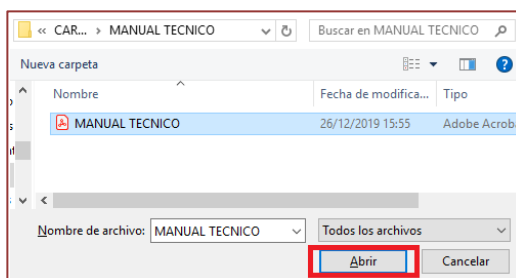 « CAR... › MANUAL TECNICO
Buscar en MANUAL TECNICO
Nueva carpeta
?
Nombre Fecha de modifica... Tipo
MANUAL TECNICO 26/12/2019 15:55 Adobe Acrob
Nombre de archivo: MANUAL TECNICO Todos los archivos
Abrir Cancelar